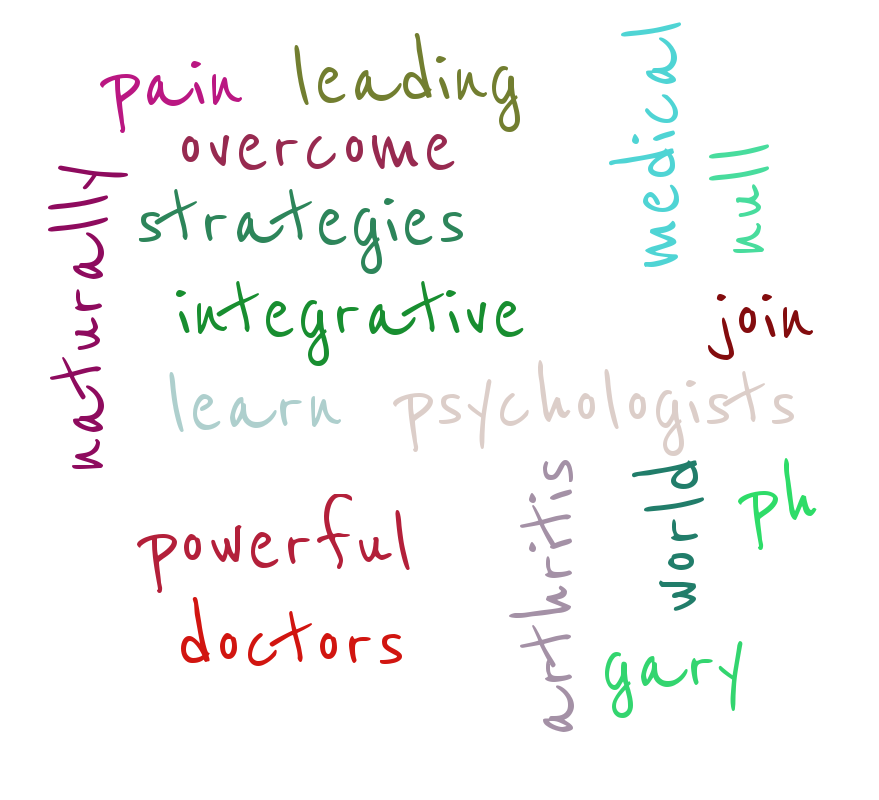 pain leading
overcome
strategies
integrative
learn psychologists
powerful
doctors
naturally
medical
null
join
arthritis
world
ph
gary